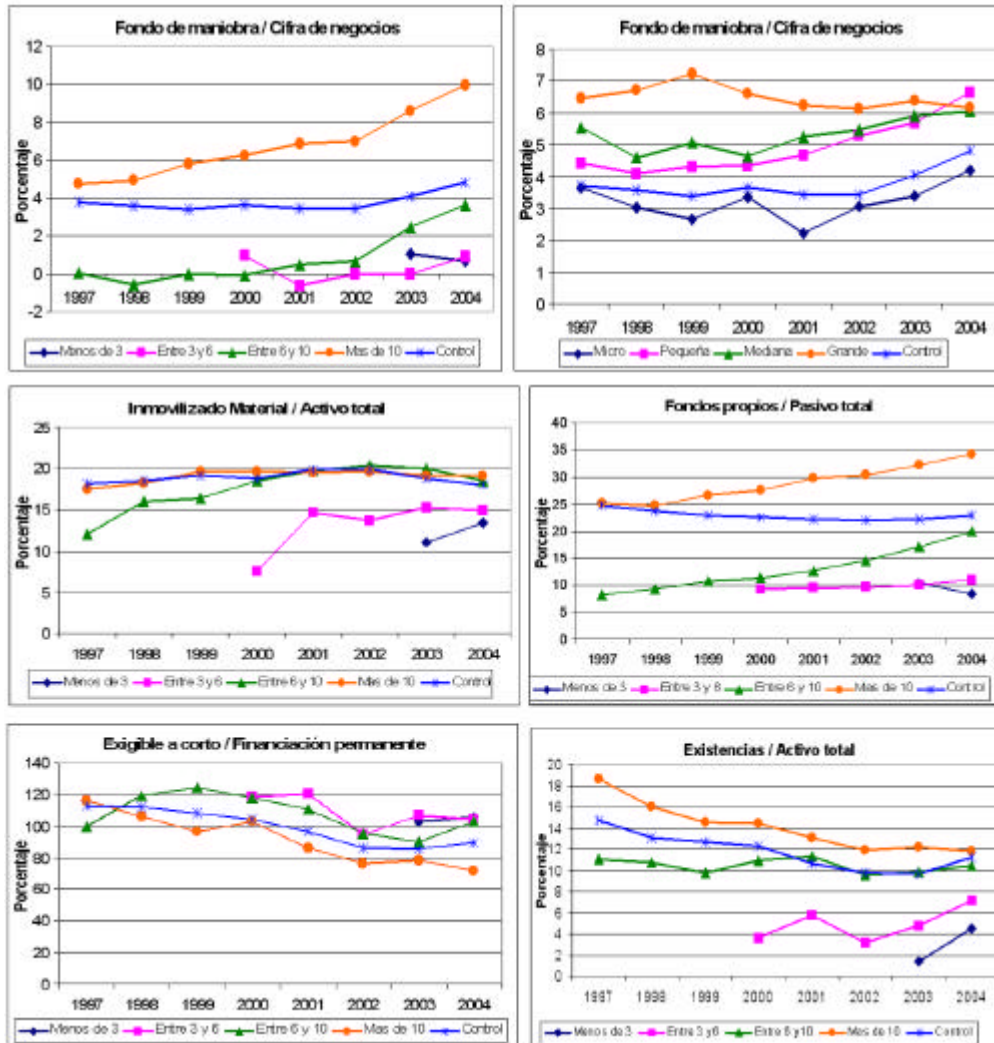 Fondo de maniobra / Cifra de negocios
Porcentaje
12
10
8
6
4
2
0
-2
1997 1998 1999 2000 2001 2002 2003 2004
Menos de 3 Entre 3 y 6 Entre 6 y 10 Mas de 10 Control
Fondo de maniobra / Cifra de negocios
Porcentaje
8
7
6
5
4
3
2
1
0
1997 1998 1999 2000 2001 2002 2003 2004
Micro Pequeña Mediana Grande Control
Inmovilizado Material / Activo total
Porcentaje
25
20
15
10
5
0
1997 1998 1999 2000 2001 2002 2003 2004
Menos de 3 Entre 3 y 6 Entre 6 y 10 Mas de 10 Control
Fondos propios / Pasivo total
Porcentaje
40
35
30
25
20
15
10
5
0
1997 1998 1999 2000 2001 2002 2003 2004
Menos de 3 Entre 3 y 6 Entre 6 y 10 Mas de 10 Control
Exigible a corto / Financiación permanente
Porcentaje
140
120
100
80
60
40
20
0
1997 1998 1999 2000 2001 2002 2003 2004
Menos de 3 Entre 3 y 6 Entre 6 y 10 Mas de 10 Control
Existencias / Activo total
Porcentaje
20
18
16
14
12
10
8
6
4
2
0
1997 1998 1999 2000 2001 2002 2003 2004
Menos de 3 Entre 3 y 6 Entre 6 y 10 Mas de 10 Control